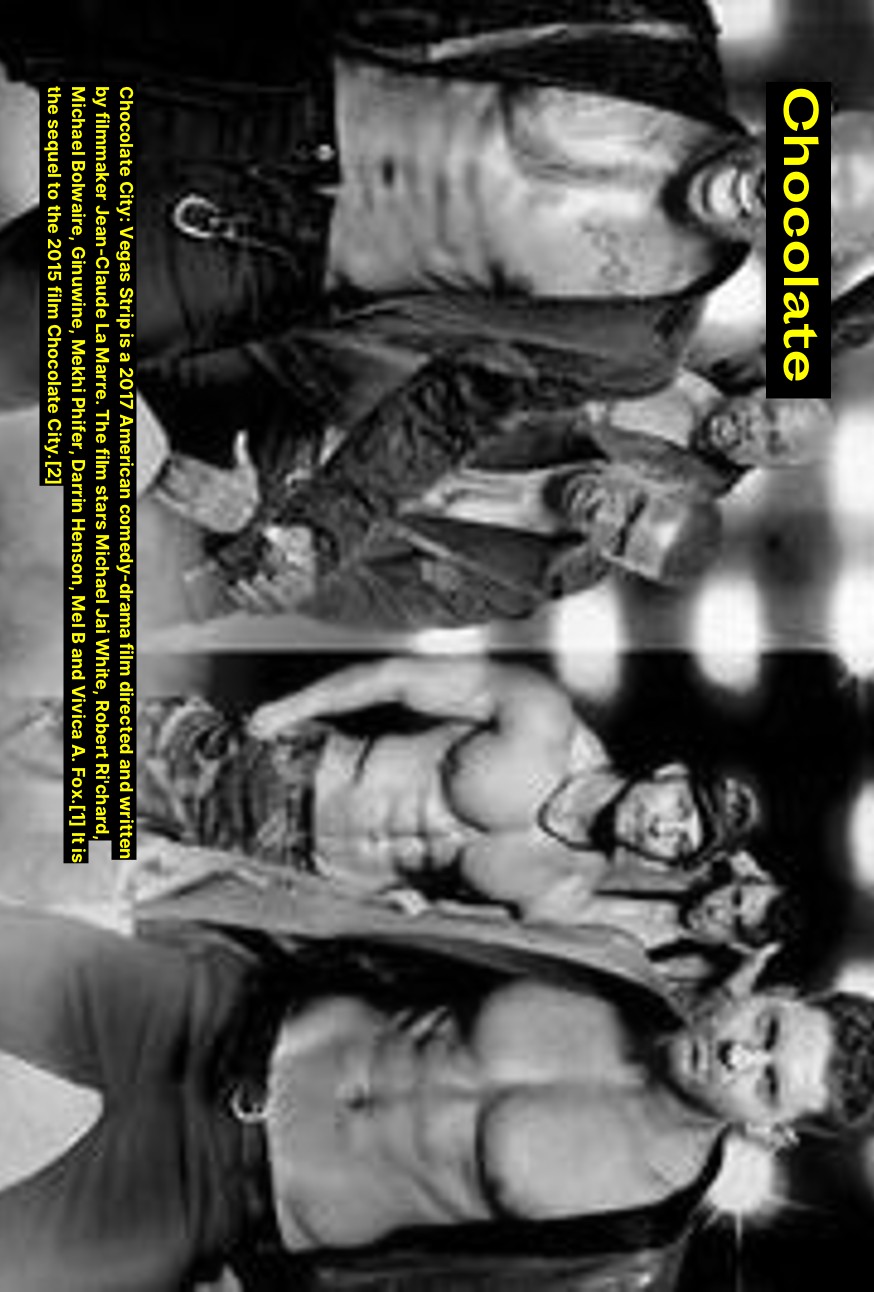 Chocolate
Chocolate City: Vegas Strip is a 2017 American comedy-drama film directed and written
by filmmaker Jean-Claude La Marre. The film stars Michael Jai White, Robert Ri'chard,
Michael Bolwaire, Ginuwine, Mekhi Phifer, Darrin Henson, Mel B and Vivica A. Fox.[1] It is
the sequel to the 2015 film Chocolate City.[2]